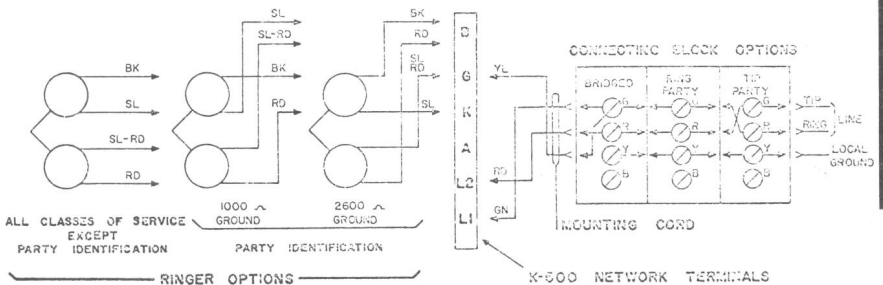 SL
SL-RD
BK
RD
BK
SL
SL-RD
RD
BK
RD
SL
RD
SL
B
G
K
A
L2
L1
YL
RD
GN
CONNECTING BLOCK OPTIONS
BRIDGED
RING PARTY
TIP PARTY
G
R
Y
B
G
R
Y
B
G
R
Y
B
TIP
RING
LINE
LOCAL GROUND
MOUNTING CORD
K-600 NETWORK TERMINALS
1000 Ω GROUND
2600 Ω GROUND
ALL CLASSES OF SERVICE
EXCEPT
PARTY IDENTIFICATION
PARTY IDENTIFICATION
RINGER OPTIONS